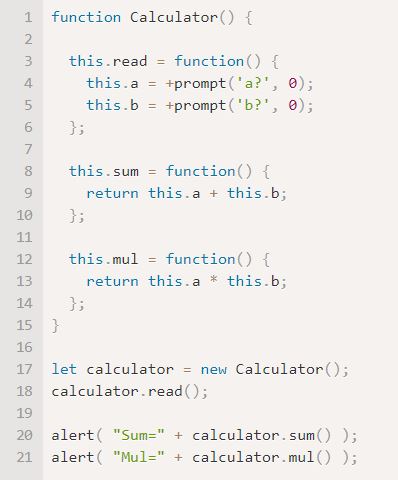 1 function Calculator() {
2
3   this.read = function() {
4     this.a = +prompt('a?', 0);
5     this.b = +prompt('b?', 0);
6   };
7
8   this.sum = function() {
9     return this.a + this.b;
10   };
11
12   this.mul = function() {
13     return this.a * this.b;
14   };
15 }
16
17 let calculator = new Calculator();
18 calculator.read();
19
20 alert( "Sum=" + calculator.sum() );
21 alert( "Mul=" + calculator.mul() );